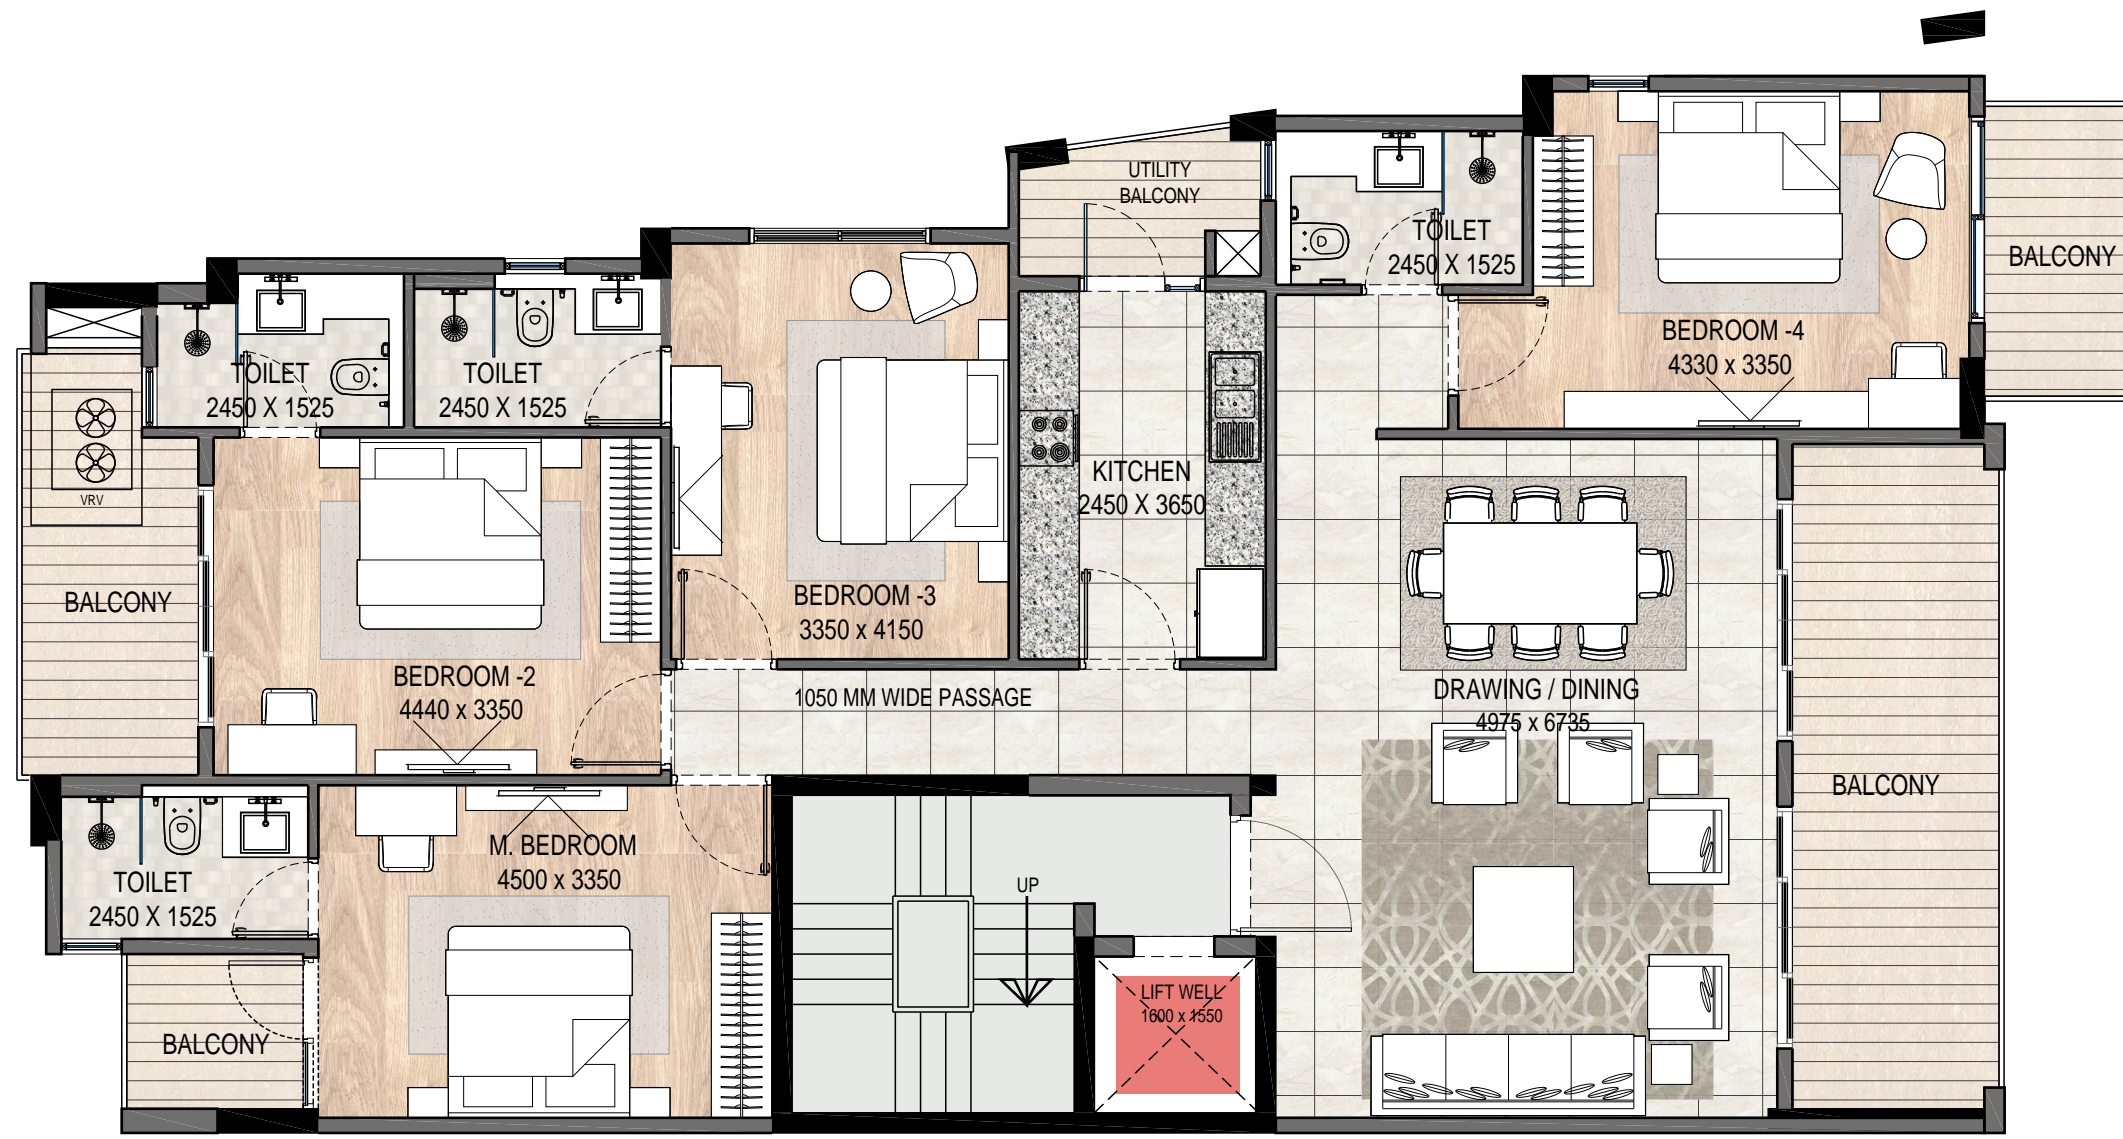 UTILITY
BALCONY
TOILET
2450 X 1525
BALCONY
BEDROOM -4
4330 x 3350
TOILET
2450 X 1525
TOILET
2450 X 1525
KITCHEN
2450 X 3650
VRV
BALCONY
BEDROOM -3
3350 x 4150
BEDROOM -2
4440 x 3350
1050 MM WIDE PASSAGE
DRAWING / DINING
4975 x 6735
BALCONY
M. BEDROOM
4500 x 3350
TOILET
2450 X 1525
UP
LIFT WELL
1600 x 1550
BALCONY